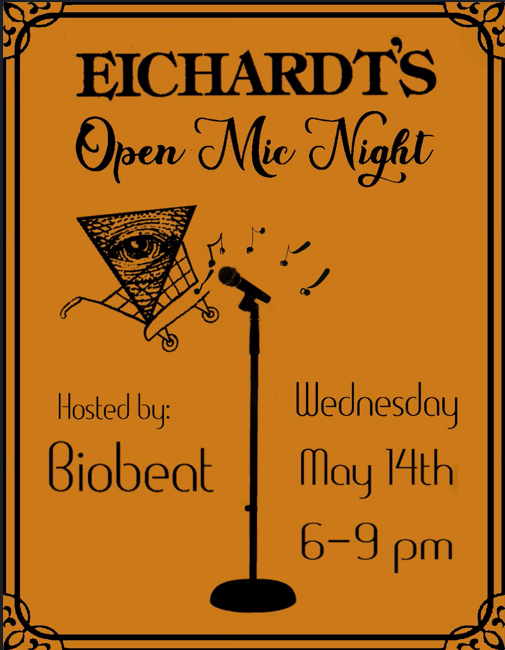 EICHARDT'S
Open Mic Night
Hosted by:
Biobeat
Wednesday
May 14th
6-9 pm